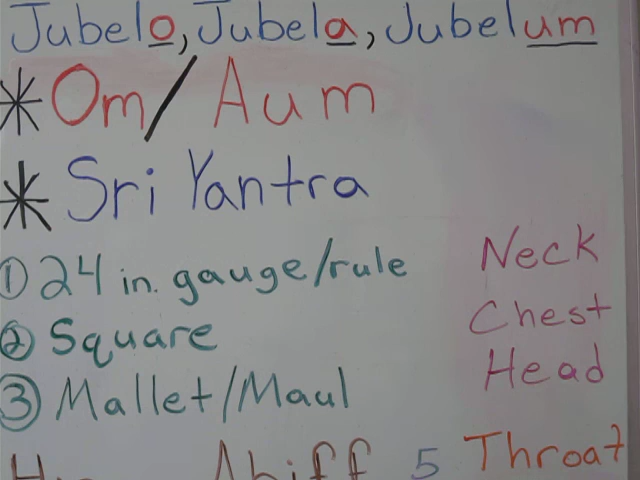 Jubelo, Jubela, Jubelum
* Om/Aum
* Sri Yantra
① 24 in. gauge/rule Neck
② Square Chest
③ Mallet/Maul Head
Abiff 5 Throat